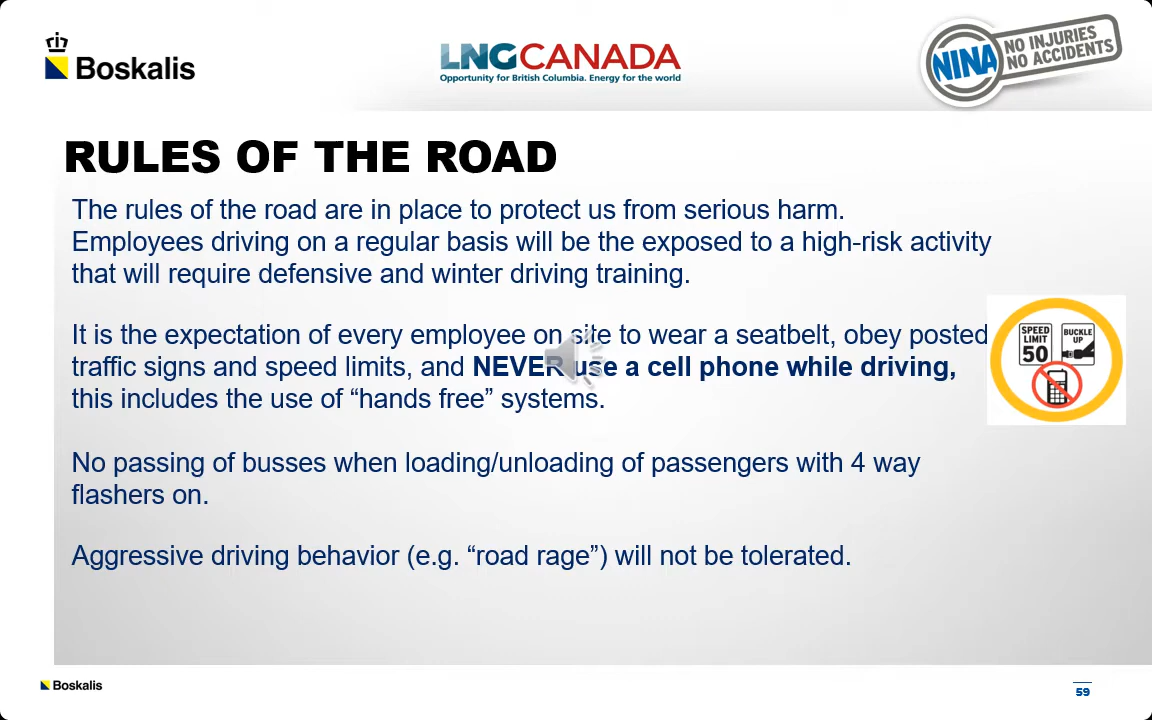 Boskalis
LNGCANADA
Opportunity for British Columbia. Energy for the world
NINA
NO INJURIES
NO ACCIDENTS
RULES OF THE ROAD
The rules of the road are in place to protect us from serious harm.
Employees driving on a regular basis will be the exposed to a high-risk activity
that will require defensive and winter driving training.
It is the expectation of every employee on site to wear a seatbelt, obey posted
traffic signs and speed limits, and NEVER use a cell phone while driving,
this includes the use of “hands free” systems.
SPEED
LIMIT
50
BUCKLE
UP
No passing of busses when loading/unloading of passengers with 4 way
flashers on.
Aggressive driving behavior (e.g. “road rage”) will not be tolerated.
Boskalis
59